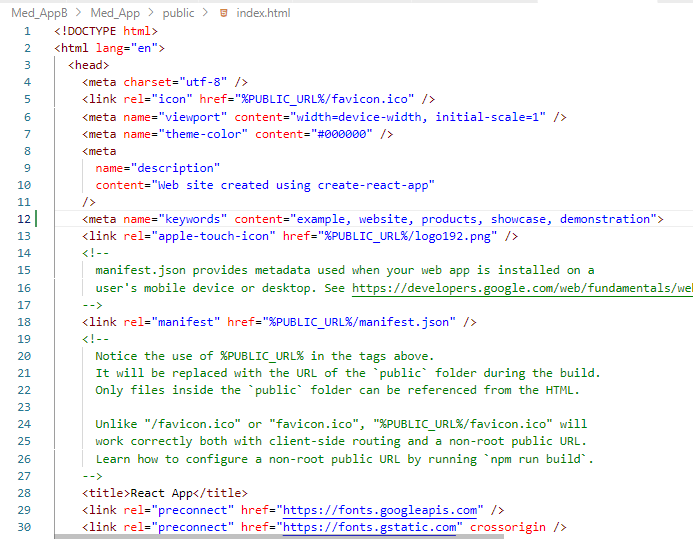 Med_AppB > Med_App > public > index.html
1 <!DOCTYPE html>
2 <html lang="en">
3 <head>
4 <meta charset="utf-8" />
5 <link rel="icon" href="%PUBLIC_URL%/favicon.ico" />
6 <meta name="viewport" content="width=device-width, initial-scale=1" />
7 <meta name="theme-color" content="#000000" />
8 <meta
9 name="description"
10 content="Web site created using create-react-app"
11 />
12 <meta name="keywords" content="example, website, products, showcase, demonstration">
13 <link rel="apple-touch-icon" href="%PUBLIC_URL%/logo192.png" />
14 <!--
15 manifest.json provides metadata used when your web app is installed on a
16 user's mobile device or desktop. See https://developers.google.com/web/fundamentals/we
17 -->
18 <link rel="manifest" href="%PUBLIC_URL%/manifest.json" />
19 <!--
20 Notice the use of %PUBLIC_URL% in the tags above.
21 It will be replaced with the URL of the `public` folder during the build.
22 Only files inside the `public` folder can be referenced from the HTML.
23
24 Unlike "/favicon.ico" or "favicon.ico", "%PUBLIC_URL%/favicon.ico" will
25 work correctly both with client-side routing and a non-root public URL.
26 Learn how to configure a non-root public URL by running `npm run build`.
27 -->
28 <title>React App</title>
29 <link rel="preconnect" href="https://fonts.googleapis.com" />
30 <link rel="preconnect" href="https://fonts.gstatic.com" crossorigin />